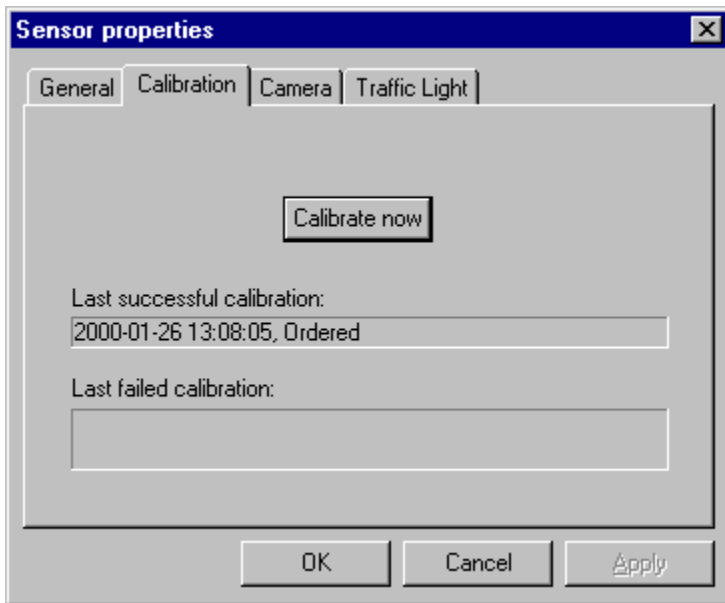 Sensor properties
General Calibration Camera Traffic Light
Calibrate now
Last successful calibration:
2000-01-26 13:08:05, Ordered
Last failed calibration:
OK Cancel Apply